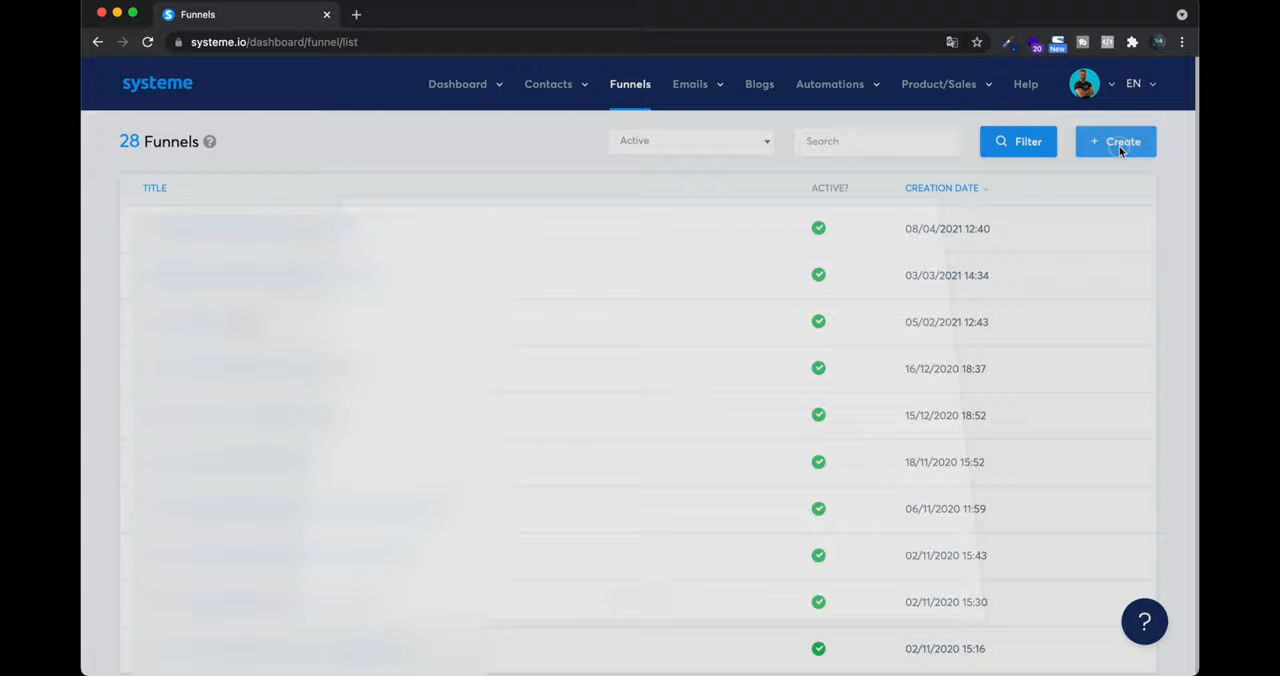 Funnels
systeme.io/dashboard/funnel/list
20
New
systeme
Dashboard
Contacts
Funnels
Emails
Blogs
Automations
Product/Sales
Help
EN
28 Funnels ?
Active
Search
Filter
+ Create
TITLE
ACTIVE?
CREATION DATE
08/04/2021 12:40
03/03/2021 14:34
05/02/2021 12:43
16/12/2020 18:37
15/12/2020 18:52
18/11/2020 15:52
06/11/2020 11:59
02/11/2020 15:43
02/11/2020 15:30
02/11/2020 15:16
?